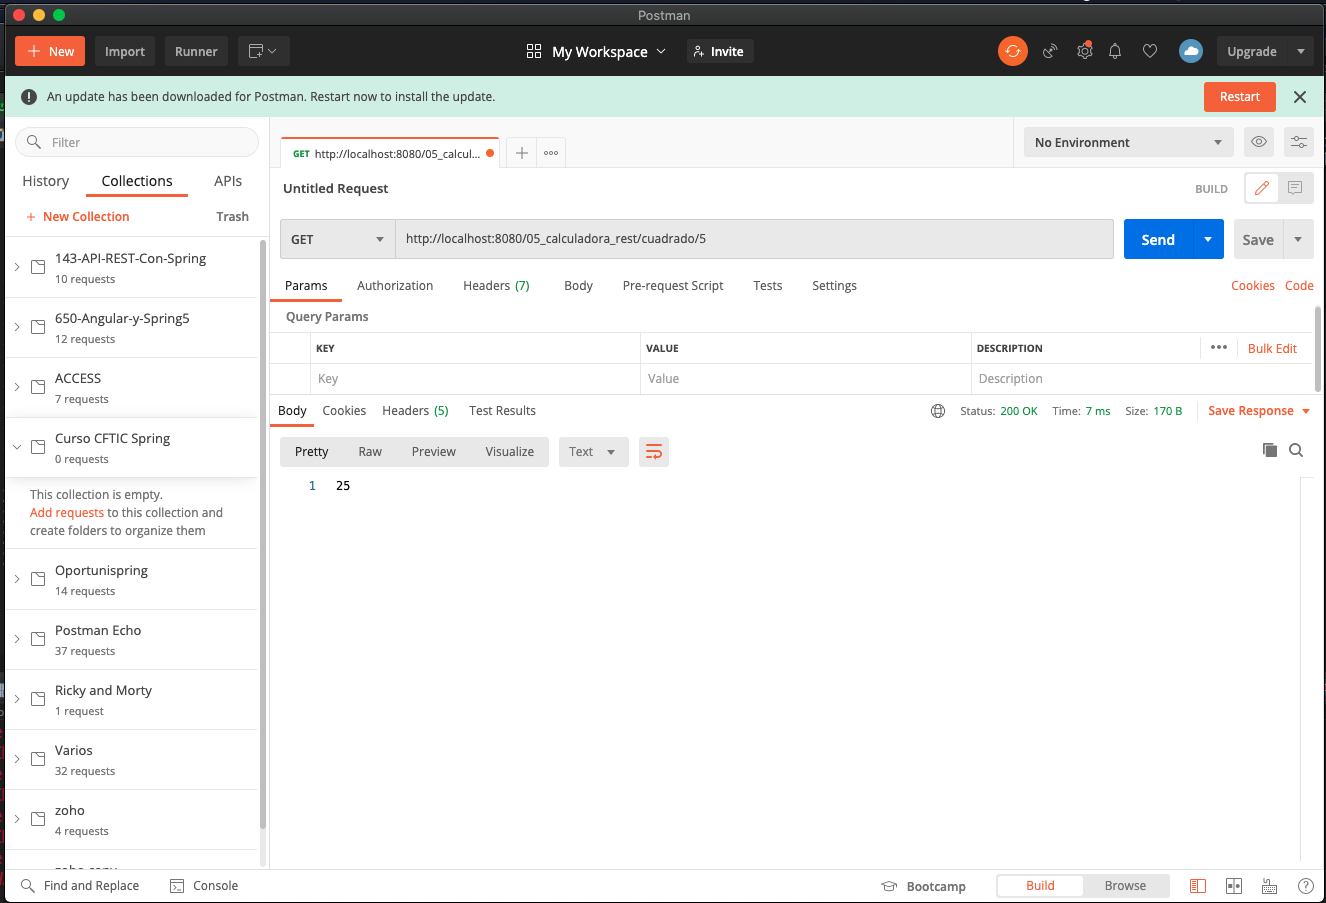 Postman
New
Import
Runner
My Workspace
Invite
Upgrade
An update has been downloaded for Postman. Restart now to install the update.
Restart
Filter
History
Collections
APIs
New Collection
Trash
143-API-REST-Con-Spring
10 requests
650-Angular-y-Spring5
12 requests
ACCESS
7 requests
Curso CFTIC Spring
0 requests
This collection is empty.
Add requests to this collection and
create folders to organize them
Oportunispring
14 requests
Postman Echo
37 requests
Ricky and Morty
1 request
Varios
32 requests
zoho
4 requests
GET http://localhost:8080/05_calcul...
No Environment
Untitled Request
BUILD
GET
http://localhost:8080/05_calculadora_rest/cuadrado/5
Send
Save
Params
Authorization
Headers (7)
Body
Pre-request Script
Tests
Settings
Cookies
Code
Query Params
KEY
VALUE
DESCRIPTION
Bulk Edit
Key
Value
Description
Body
Cookies
Headers (5)
Test Results
Status: 200 OK
Time: 7 ms
Size: 170 B
Save Response
Pretty
Raw
Preview
Visualize
Text
1 25
Find and Replace
Console
Bootcamp
Build
Browse